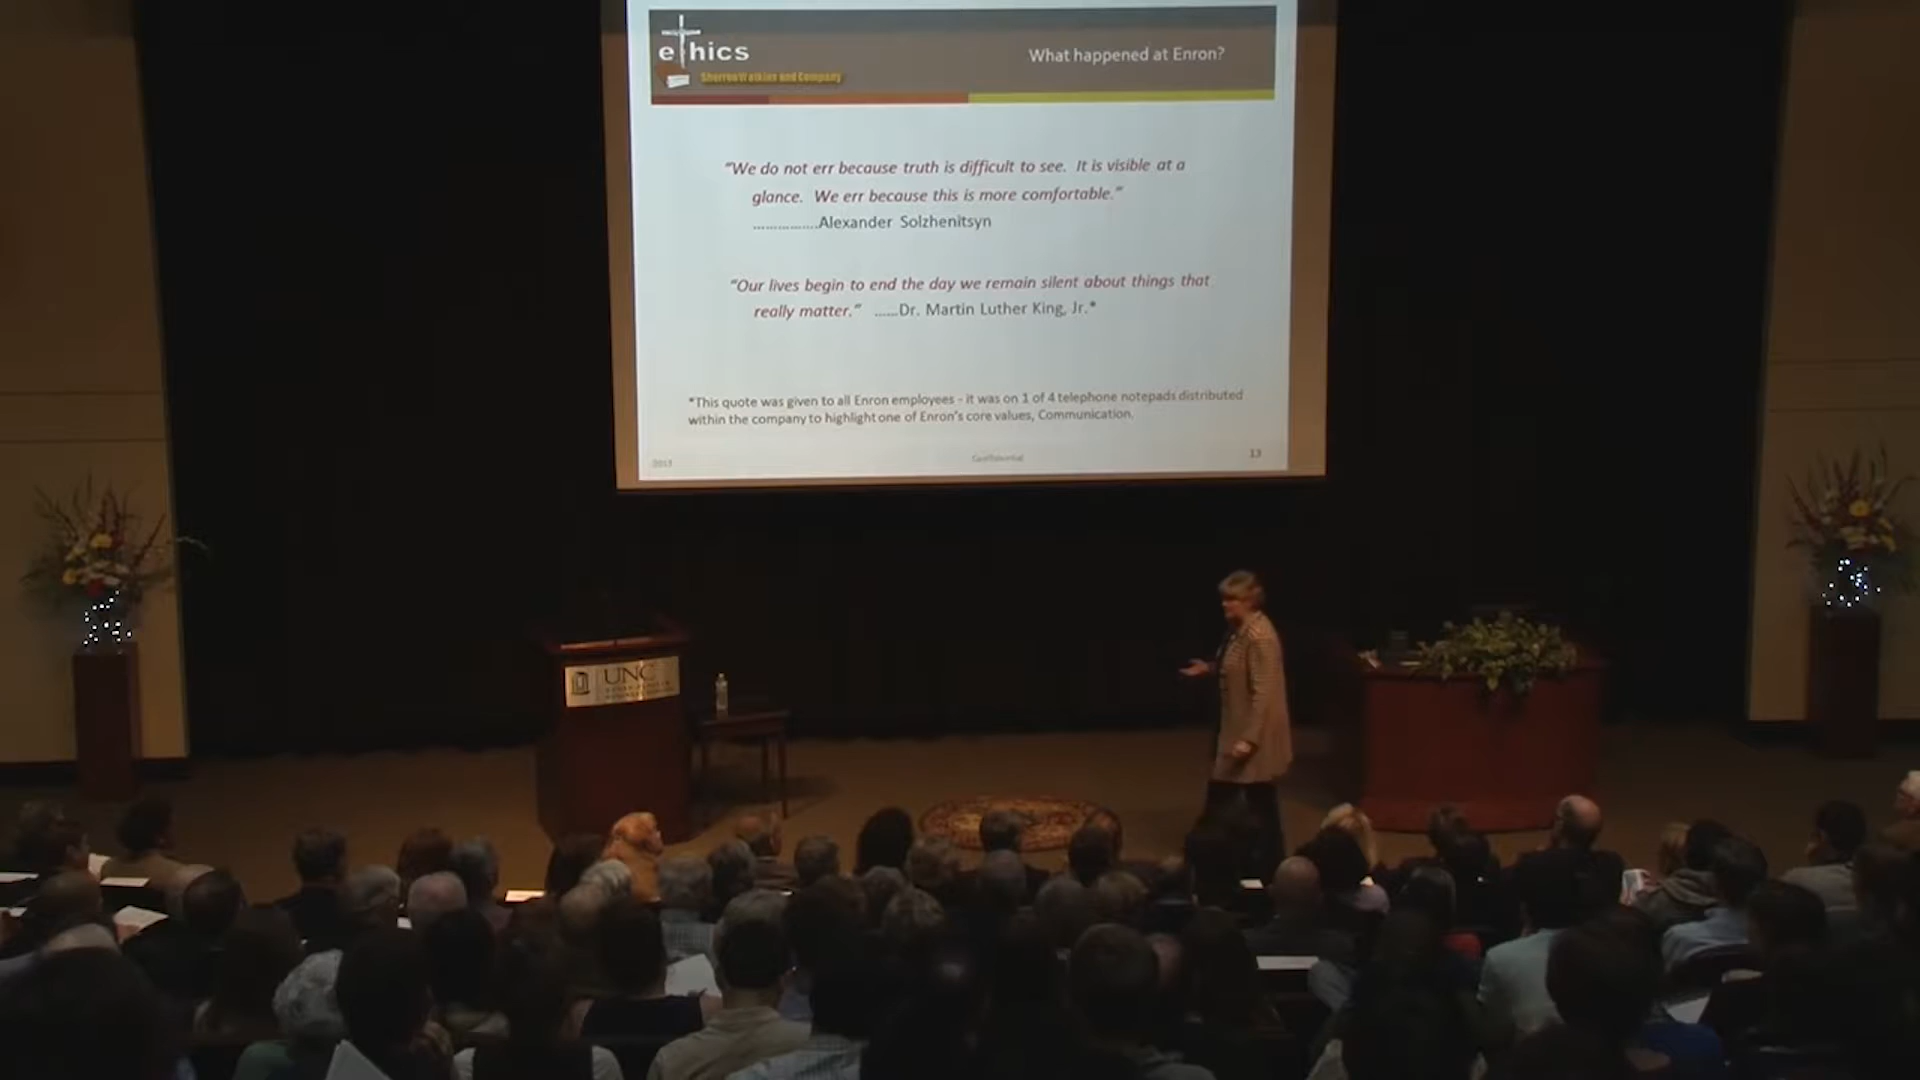 ethics
SherronWatkins and Company
What happened at Enron?
"We do not err because truth is difficult to see. It is visible at a
glance. We err because this is more comfortable."
................Alexander Solzhenitsyn
"Our lives begin to end the day we remain silent about things that
really matter." ......Dr. Martin Luther King, Jr.*
*This quote was given to all Enron employees - it was on 1 of 4 telephone notepads distributed
within the company to highlight one of Enron's core values, Communication.
2013
Confidential
13
UNC